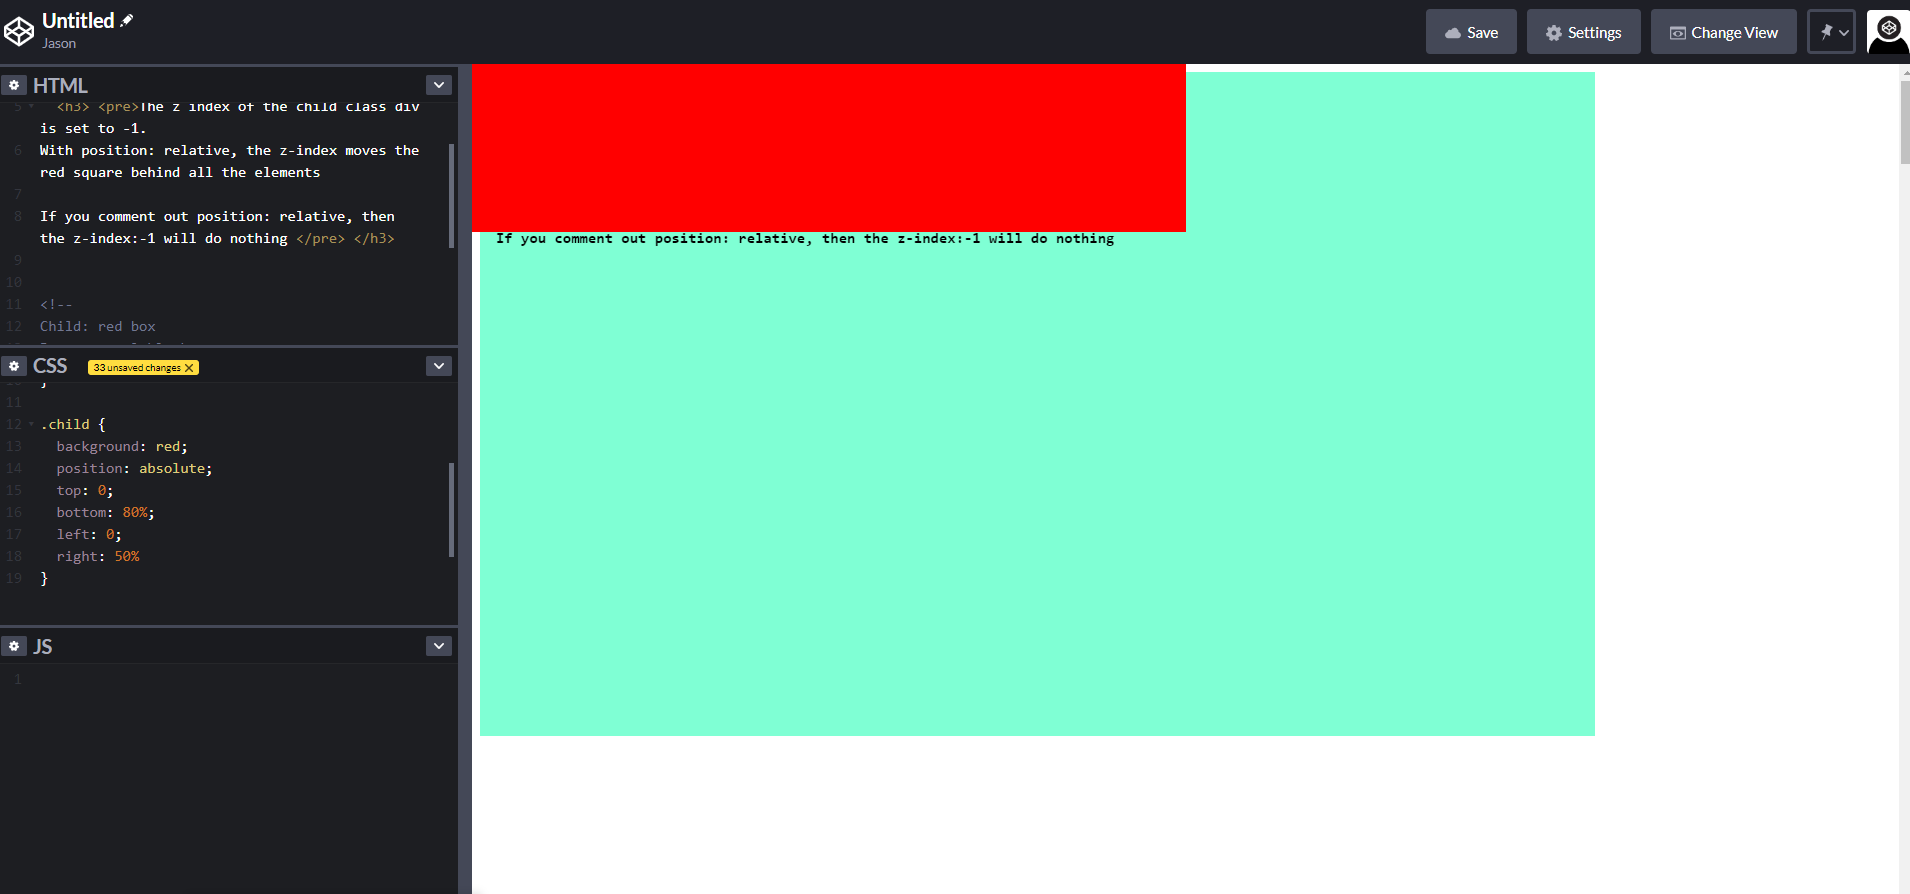 Untitled
Jason
Save
Settings
Change View
HTML
5 <h3> <pre>The z index of the child class div
is set to -1.
6 With position: relative, the z-index moves the
red square behind all the elements
7
8 If you comment out position: relative, then
the z-index:-1 will do nothing </pre> </h3>
9
10
11 <!--
12 Child: red box
CSS 33 unsaved changes
10 }
11
12 .child {
13 background: red;
14 position: absolute;
15 top: 0;
16 bottom: 80%;
17 left: 0;
18 right: 50%
19 }
JS
1
If you comment out position: relative, then the z-index:-1 will do nothing